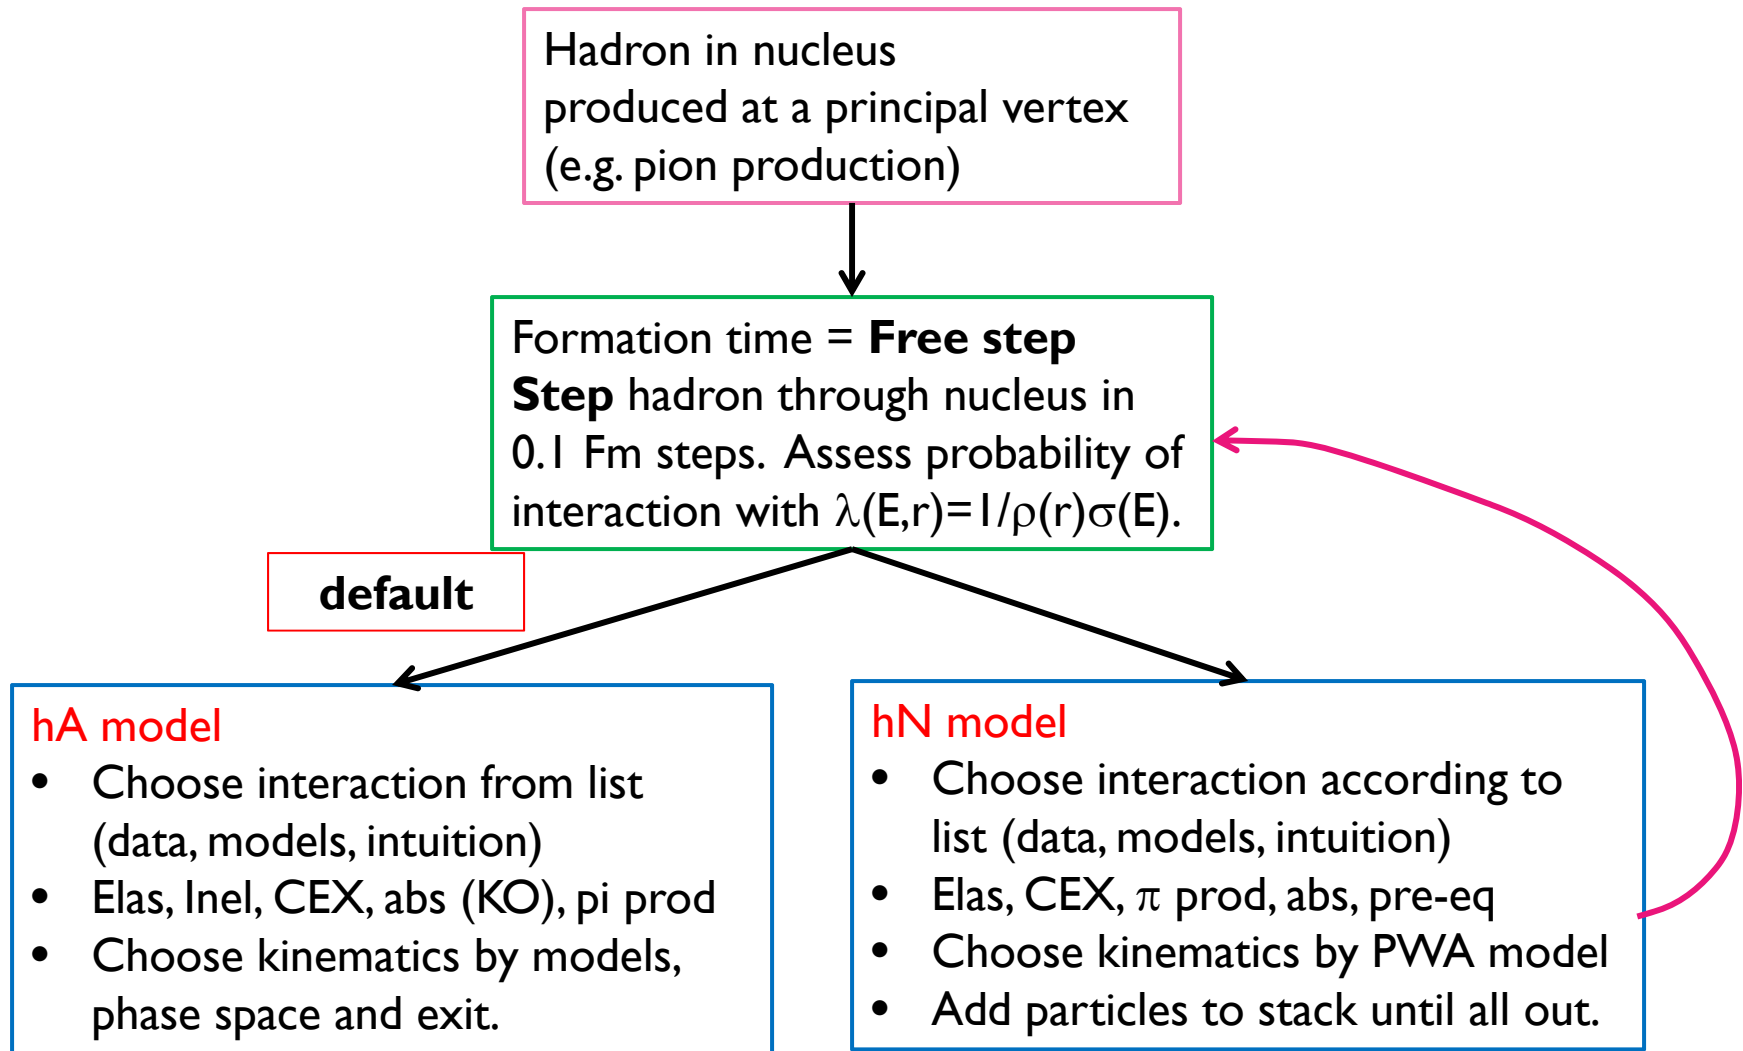 Hadron in nucleus
produced at a principal vertex
(e.g. pion production)
Formation time = Free step
Step hadron through nucleus in
0.1 Fm steps. Assess probability of
interaction with λ(E,r)=1/ρ(r)σ(E).
default
hA model
• Choose interaction from list
(data, models, intuition)
• Elas, Inel, CEX, abs (KO), pi prod
• Choose kinematics by models,
phase space and exit.
hN model
• Choose interaction according to
list (data, models, intuition)
• Elas, CEX, π prod, abs, pre-eq
• Choose kinematics by PWA model
• Add particles to stack until all out.